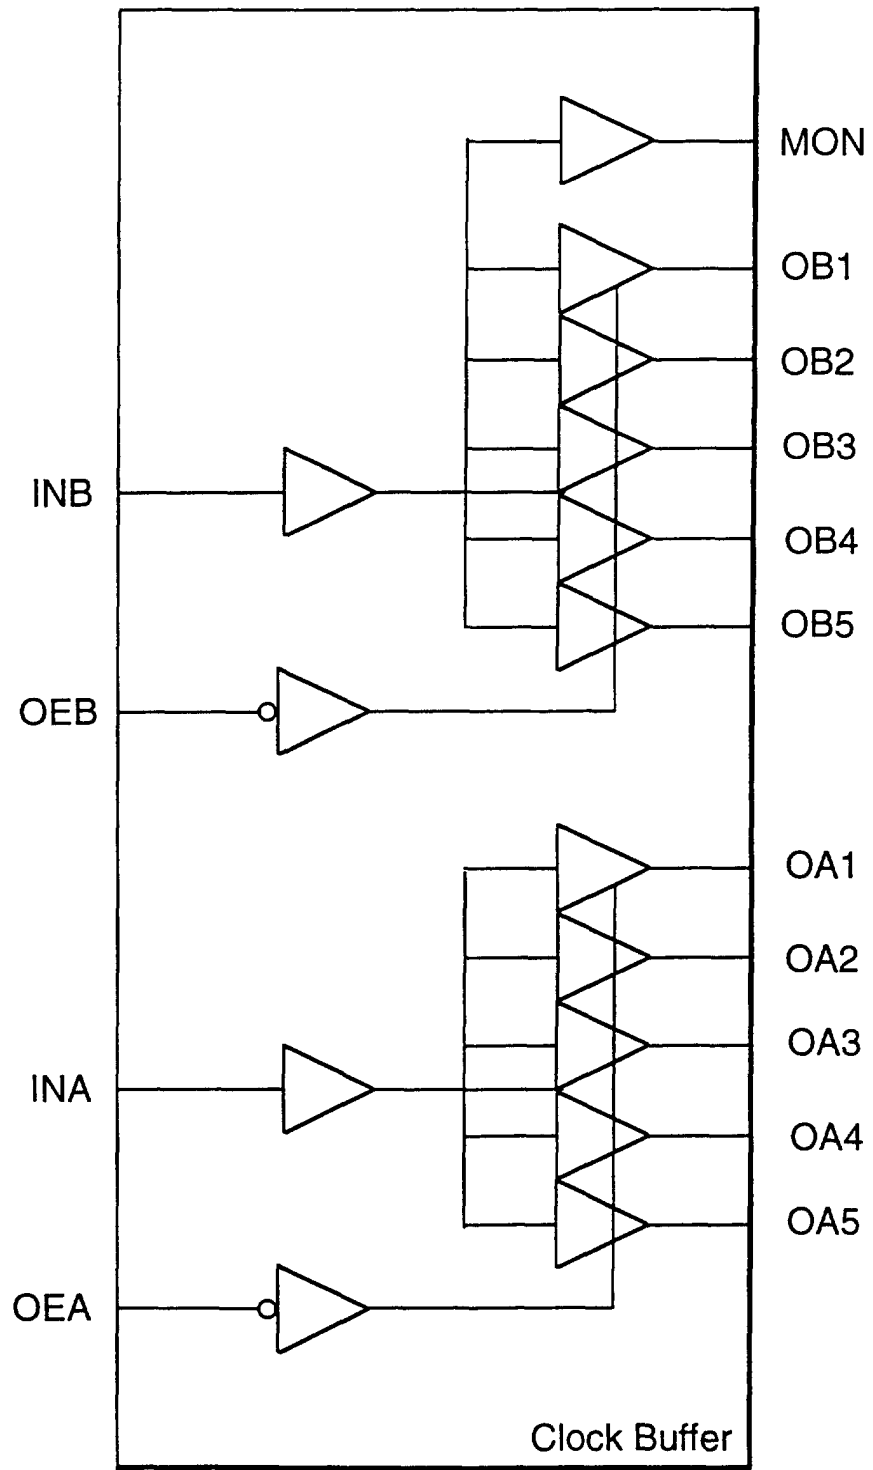 MON
OB1
OB2
OB3
INB
OB4
OB5
OEB
OA1
OA2
OA3
INA
OA4
OA5
OEA
Clock Buffer